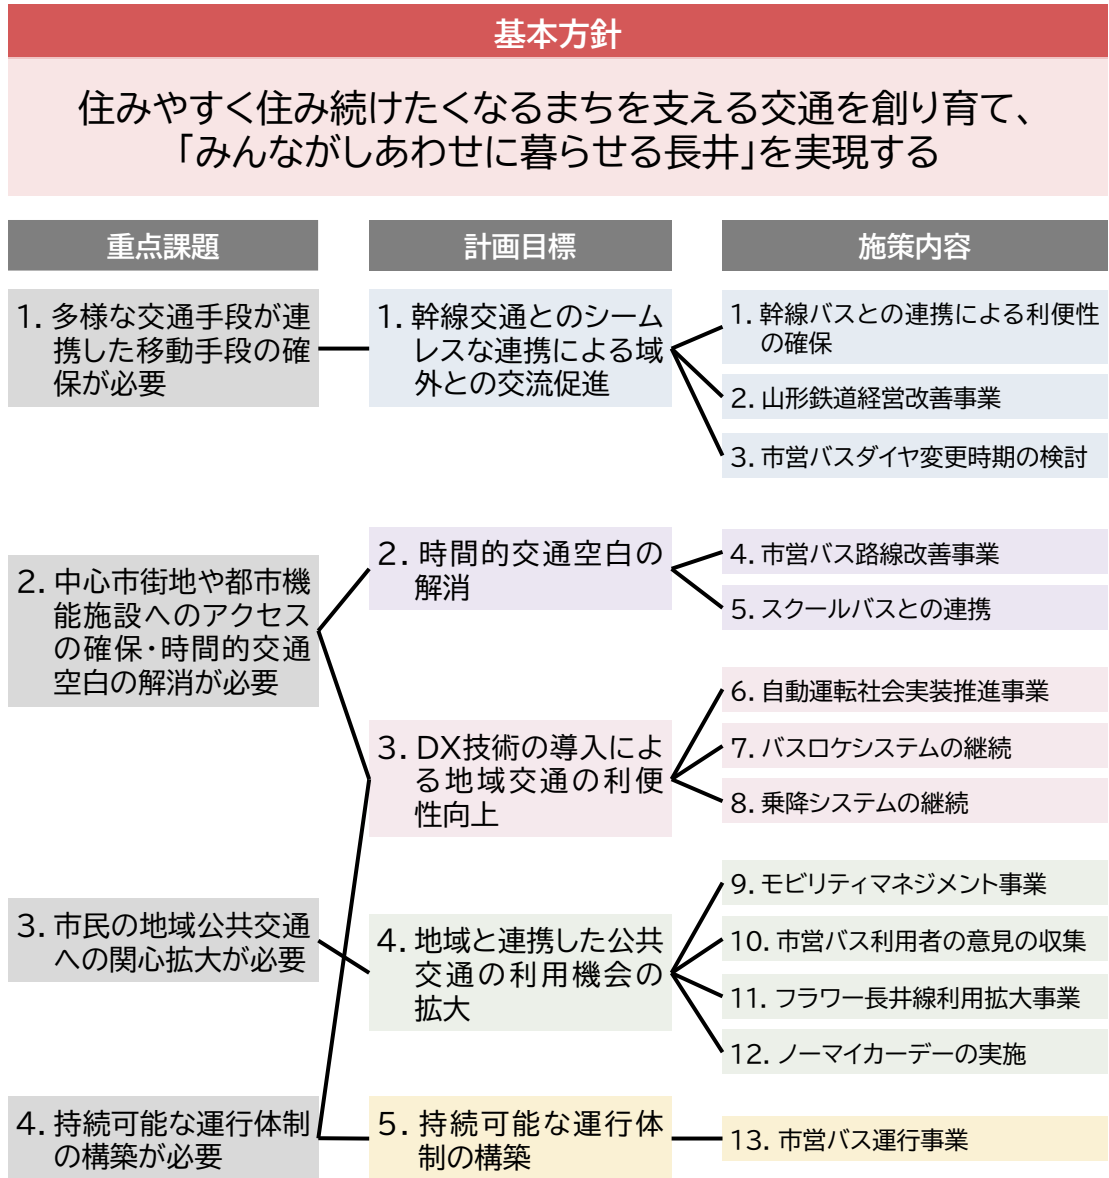 基本方針
住みやすく住み続けたくなるまちを支える交通を創り育て、
「みんながしあわせに暮らせる長井」を実現する
重点課題
計画目標
施策内容
1. 多様な交通手段が連
携した移動手段の確
保が必要
1. 幹線交通とのシーム
レスな連携による域
外との交流促進
1. 幹線バスとの連携による利便性
の確保
2. 山形鉄道経営改善事業
3. 市営バスダイヤ変更時期の検討
2. 中心市街地や都市機
能施設へのアクセス
の確保・時間的交通
空白の解消が必要
2. 時間的交通空白の
解消
4. 市営バス路線改善事業
5. スクールバスとの連携
3. DX技術の導入によ
る地域交通の利便
性向上
6. 自動運転社会実装推進事業
7. バスロケシステムの継続
8. 乗降システムの継続
3. 市民の地域公共交通
への関心拡大が必要
4. 地域と連携した公共
交通の利用機会の
拡大
9. モビリティマネジメント事業
10. 市営バス利用者の意見の収集
11. フラワー長井線利用拡大事業
12. ノーマイカーデーの実施
4. 持続可能な運行体制
の構築が必要
5. 持続可能な運行体
制の構築
13. 市営バス運行事業